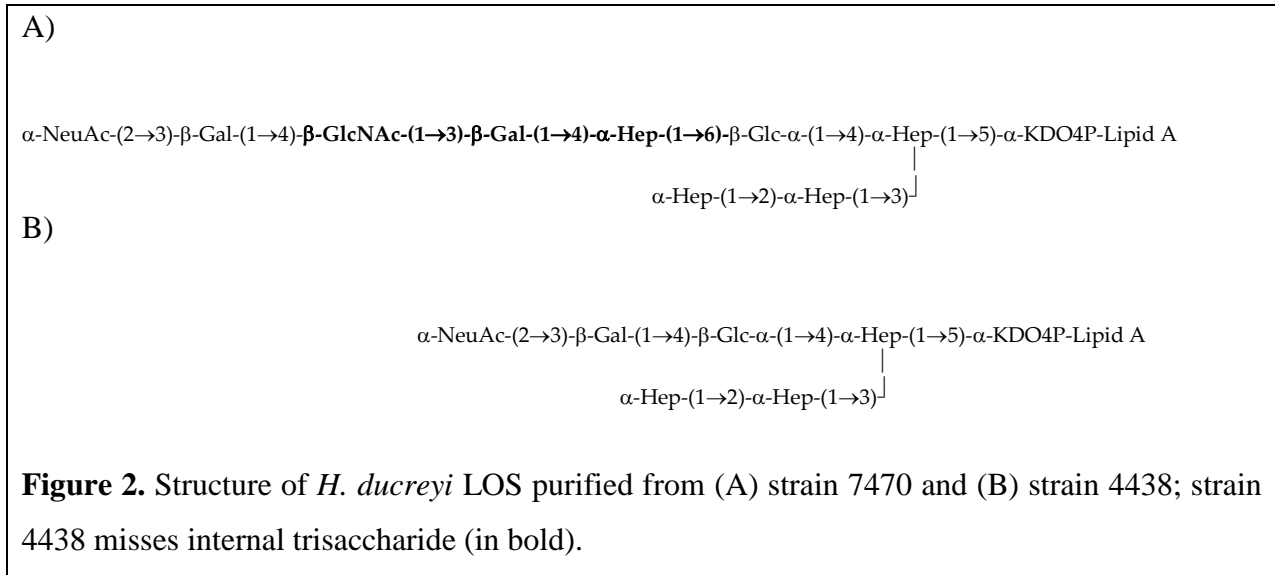 A)
α-NeuAc-(2→3)-β-Gal-(1→4)-β-GlcNAc-(1→3)-β-Gal-(1→4)-α-Hep-(1→6)-β-Glc-α-(1→4)-α-Hep-(1→5)-α-KDO4P-Lipid A
α-Hep-(1→2)-α-Hep-(1→3)
B)
α-NeuAc-(2→3)-β-Gal-(1→4)-β-Glc-α-(1→4)-α-Hep-(1→5)-α-KDO4P-Lipid A
α-Hep-(1→2)-α-Hep-(1→3)
Figure 2. Structure of H. ducreyi LOS purified from (A) strain 7470 and (B) strain 4438; strain
4438 misses internal trisaccharide (in bold).